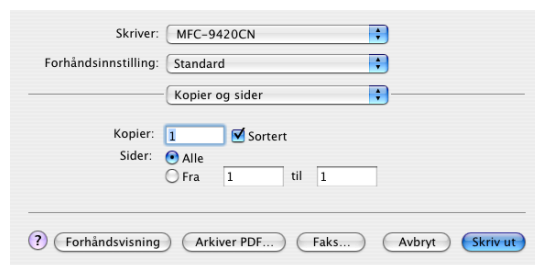 Skriver: MFC-9420CN
Forhåndsinnstilling: Standard
Kopier og sider
Kopier: 1 Sortert
Sider: Alle
Fra 1 til 1
? Forhåndsvisning Arkiver PDF... Faks... Avbryt Skriv ut